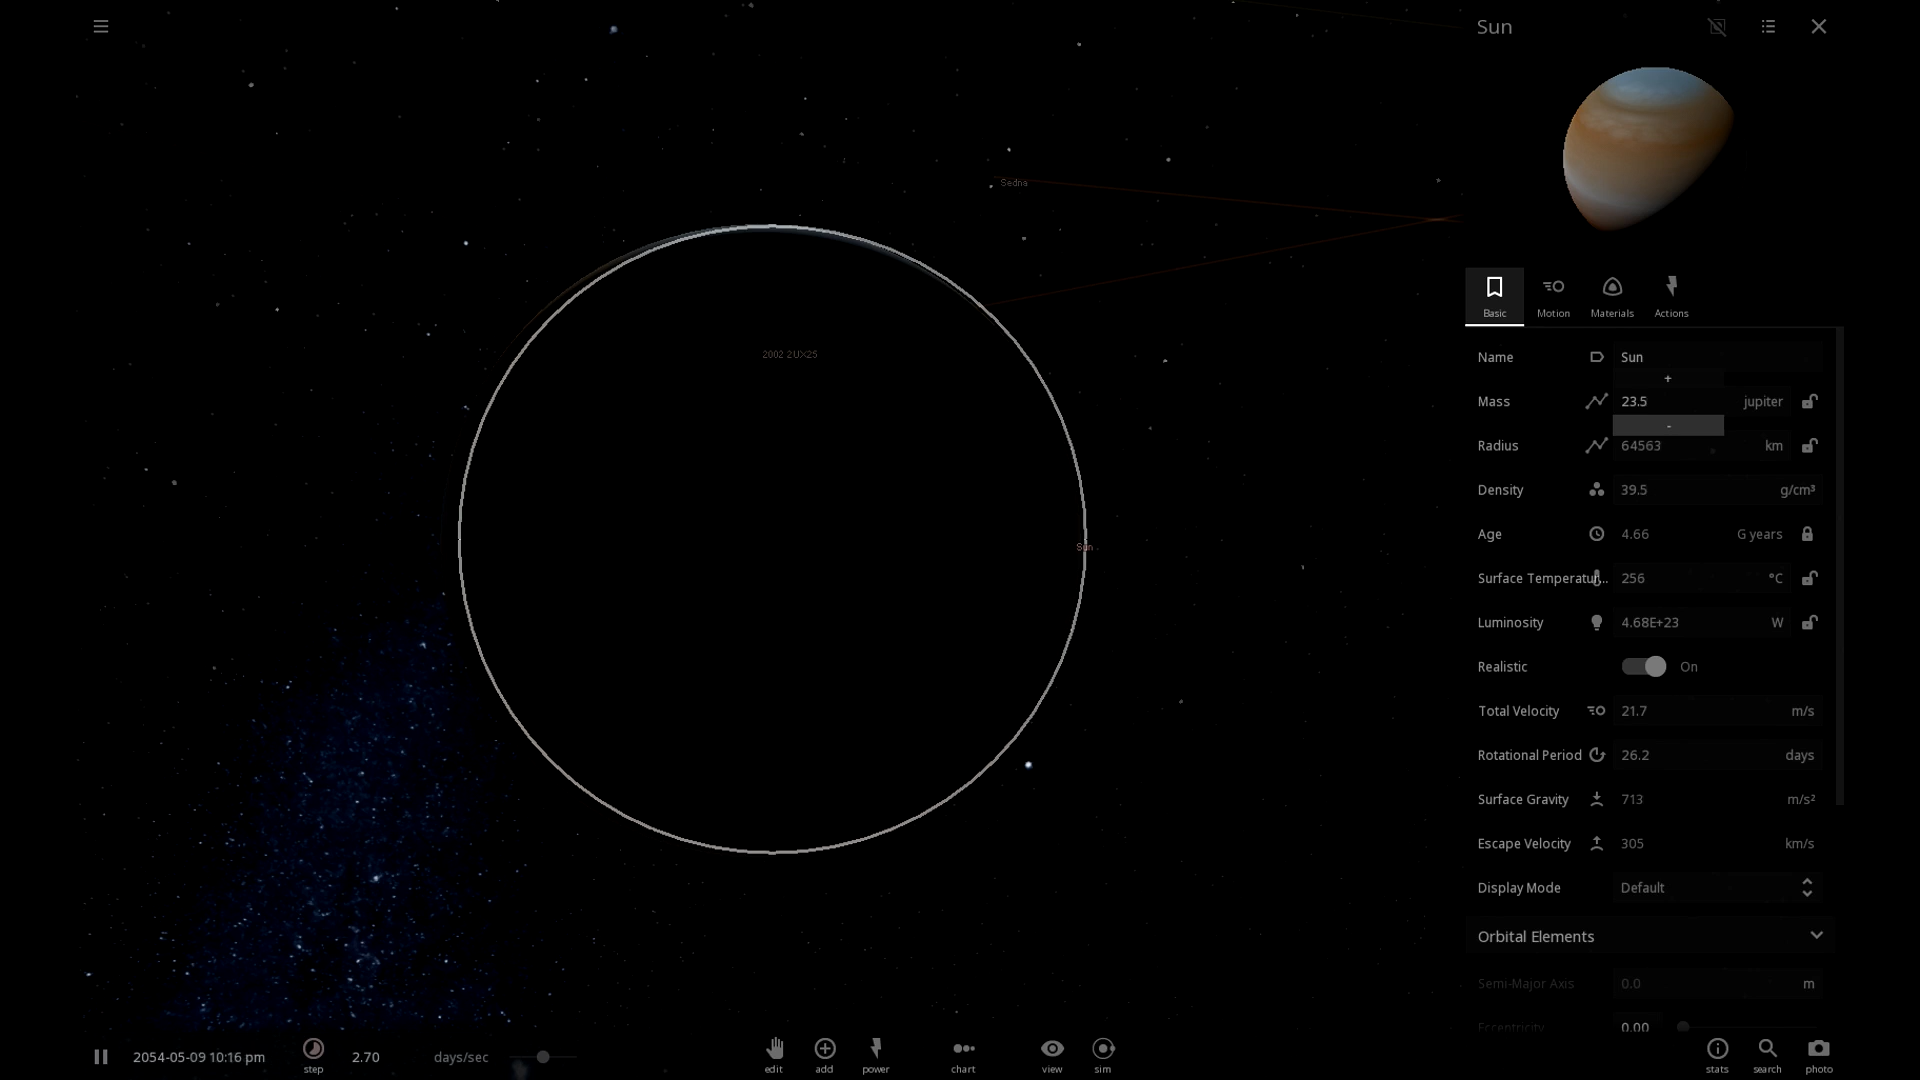 Sun
Sedna
2002 2UX25
Sun
Basic
Motion
Materials
Actions
Name Sun
+
Mass 23.5 jupiter
-
Radius 64563 km
Density 39.5 g/cm³
Age 4.66 G years
Surface Temperatur... 256 °C
Luminosity 4.68E+23 W
Realistic On
Total Velocity 21.7 m/s
Rotational Period 26.2 days
Surface Gravity 713 m/s²
Escape Velocity 305 km/s
Display Mode Default
Orbital Elements
Semi-Major Axis 0.0 m
Eccentricity 0.00
2054-05-09 10:16 pm
step
2.70 days/sec
edit
add
power
chart
view
sim
stats
search
photo